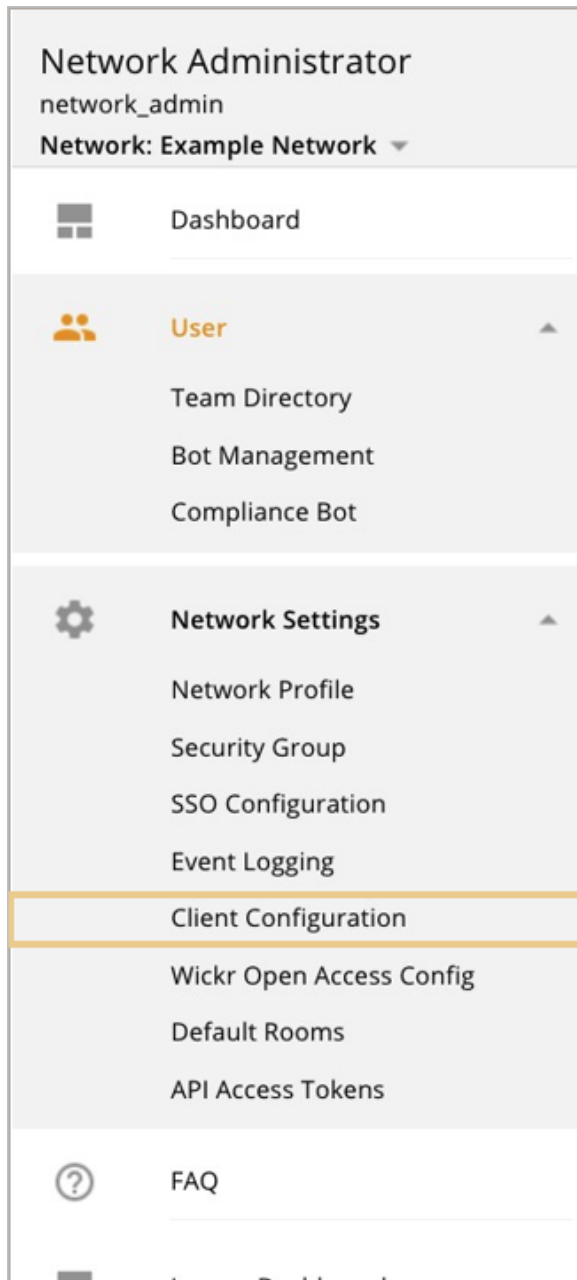 Network Administrator
network_admin
Network: Example Network
Dashboard
User
Team Directory
Bot Management
Compliance Bot
Network Settings
Network Profile
Security Group
SSO Configuration
Event Logging
Client Configuration
Wickr Open Access Config
Default Rooms
API Access Tokens
FAQ